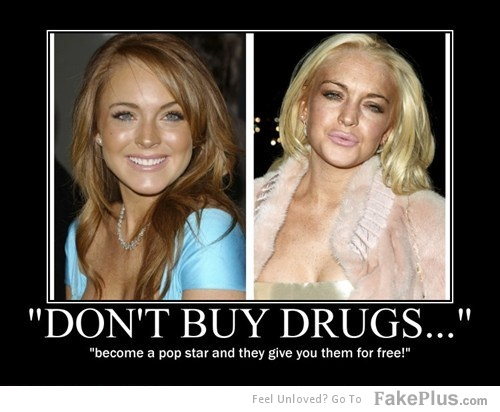 "DON'T BUY DRUGS..."
"become a pop star and they give you them for free!"
Feel Unloved? Go To FakePlus.com